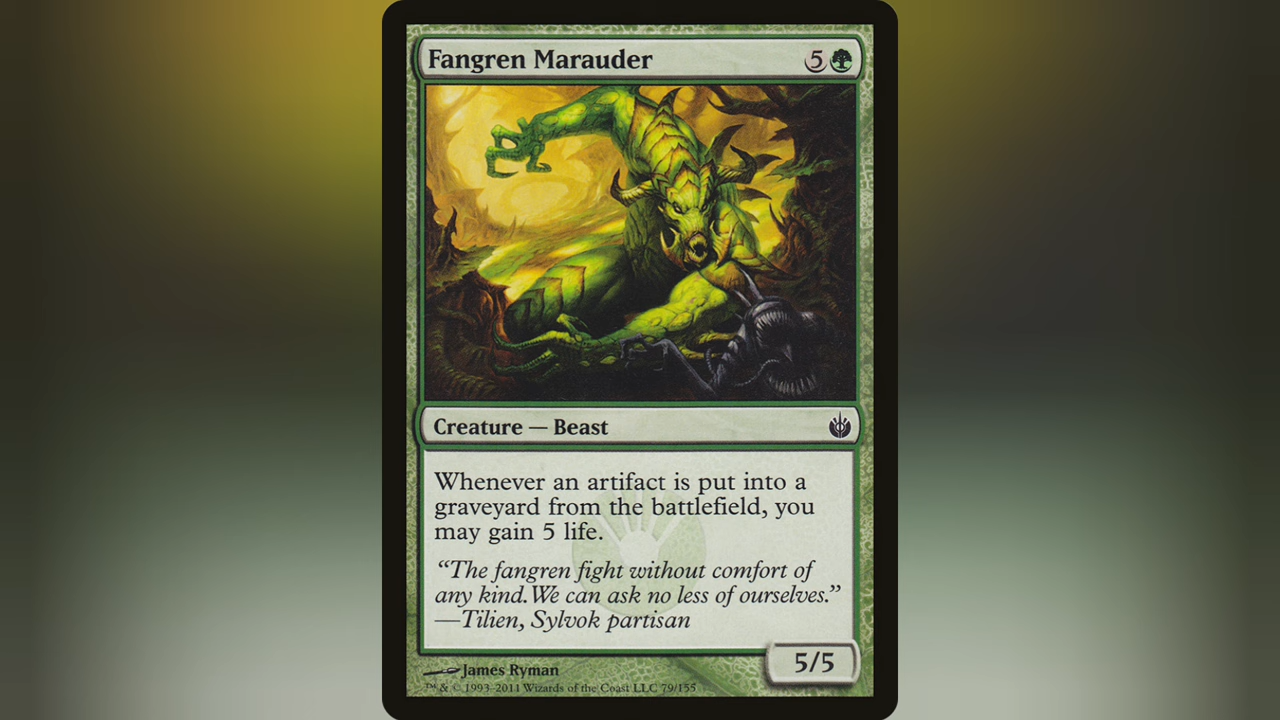 Fangren Marauder 5
Creature — Beast
Whenever an artifact is put into a
graveyard from the battlefield, you
may gain 5 life.
“The fangren fight without comfort of
any kind. We can ask no less of ourselves.”
—Tilien, Sylvok partisan
5/5
James Ryman
™ & © 1993–2011 Wizards of the Coast LLC 79/155